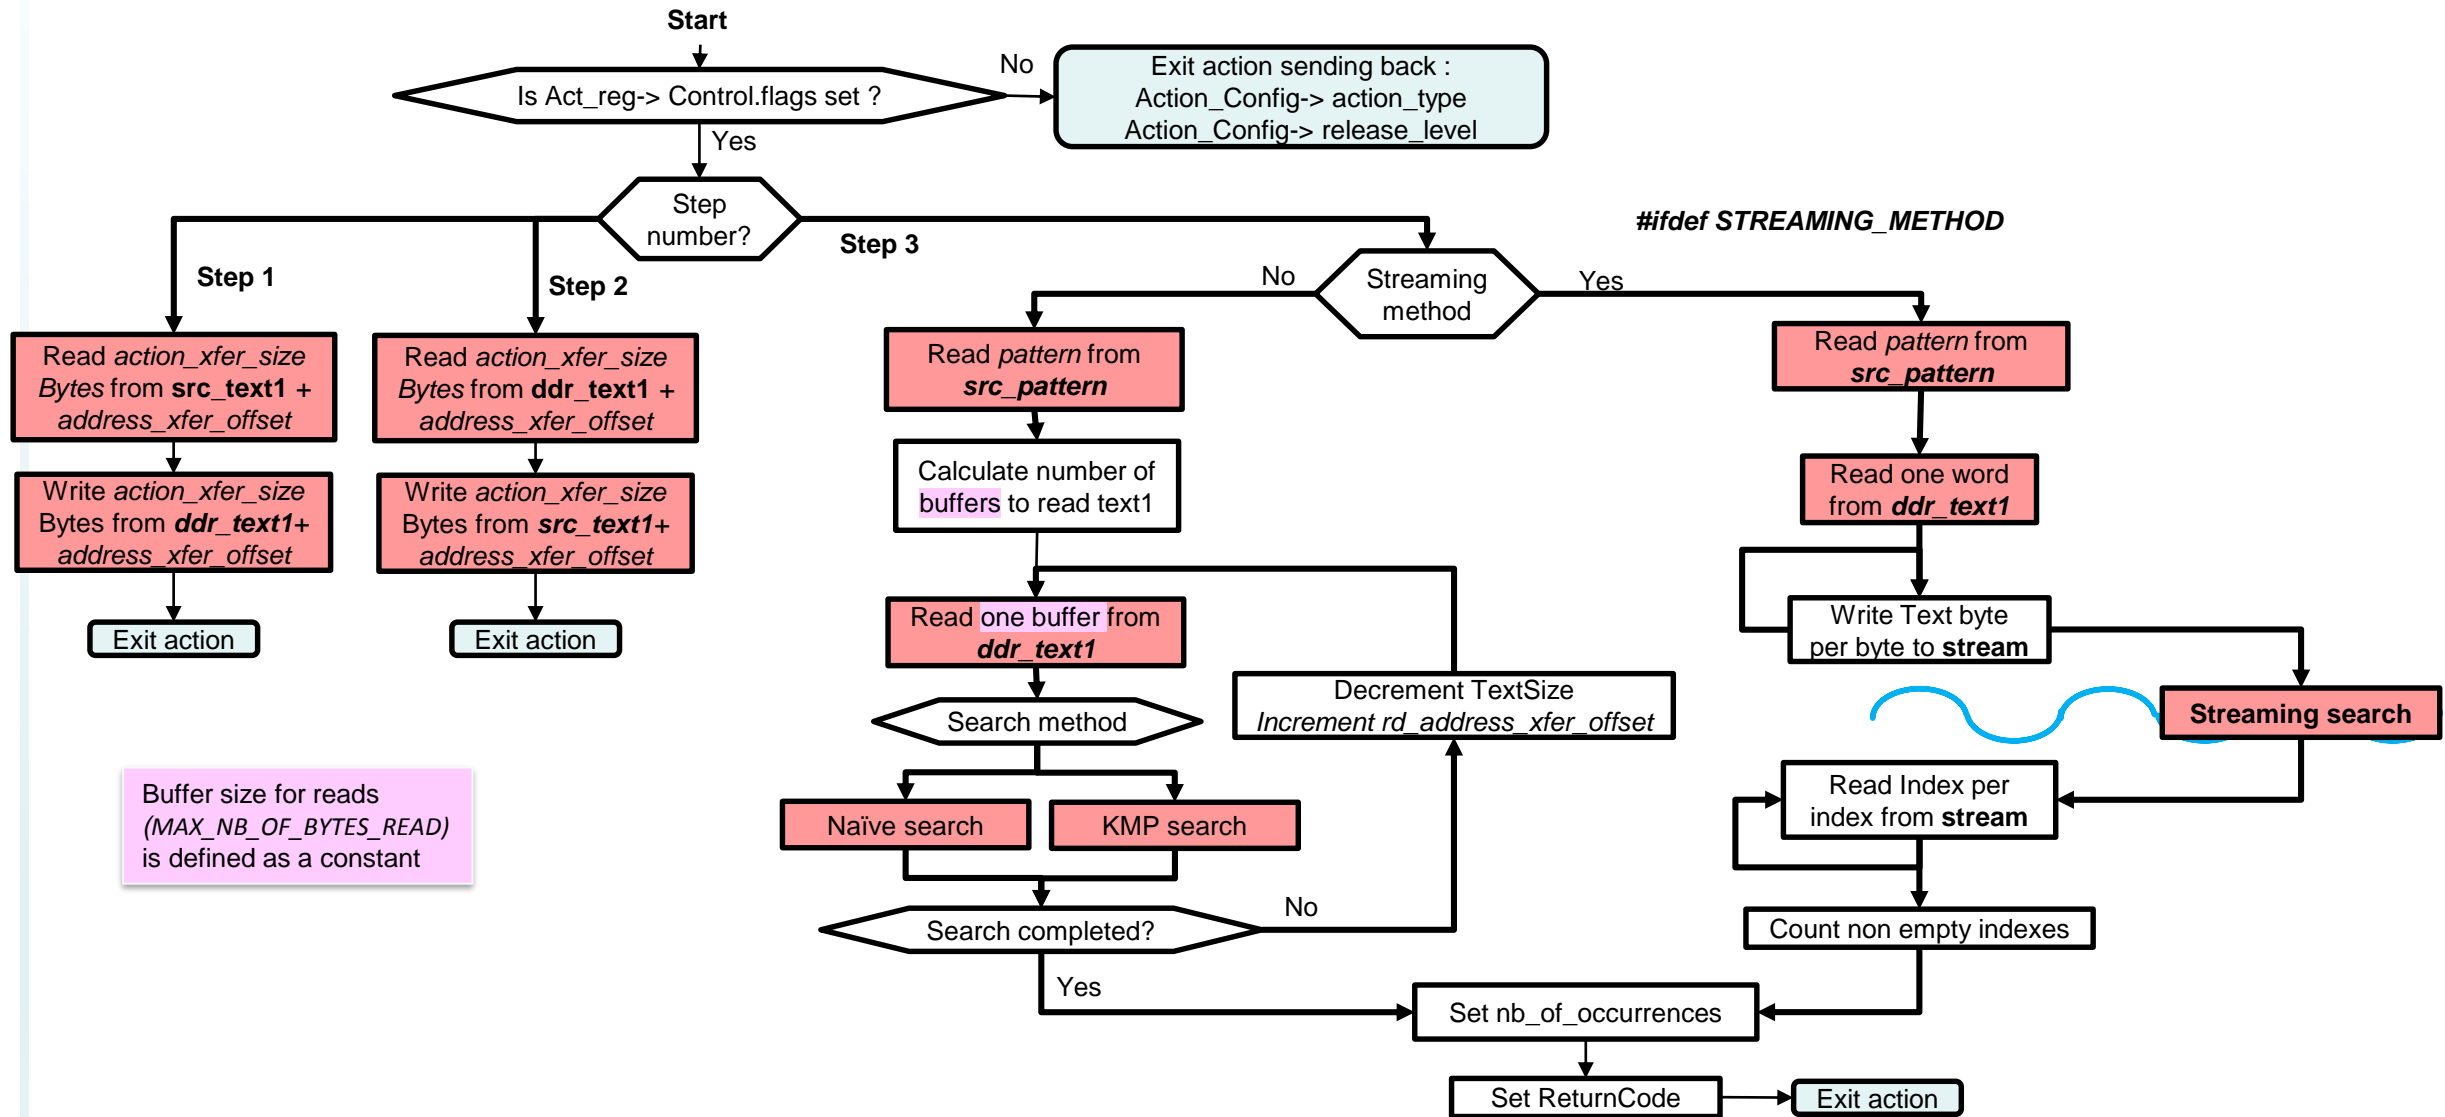 Start
Is Act_reg-> Control.flags set ?
No
Exit action sending back :
Action_Config-> action_type
Action_Config-> release_level
Yes
Step
number?
Step 1
Step 2
Step 3
#ifdef STREAMING_METHOD
No
Streaming
method
Yes
Read action_xfer_size
Bytes from src_text1 +
address_xfer_offset
Write action_xfer_size
Bytes from ddr_text1+
address_xfer_offset
Exit action
Read action_xfer_size
Bytes from ddr_text1 +
address_xfer_offset
Write action_xfer_size
Bytes from src_text1+
address_xfer_offset
Exit action
Read pattern from
src_pattern
Calculate number of
buffers to read text1
Read one buffer from
ddr_text1
Search method
Naïve search
KMP search
Search completed?
No
Yes
Decrement TextSize
Increment rd_address_xfer_offset
Read pattern from
src_pattern
Read one word
from ddr_text1
Write Text byte
per byte to stream
Streaming search
Read Index per
index from stream
Count non empty indexes
Set nb_of_occurrences
Set ReturnCode
Exit action
Buffer size for reads
(MAX_NB_OF_BYTES_READ)
is defined as a constant